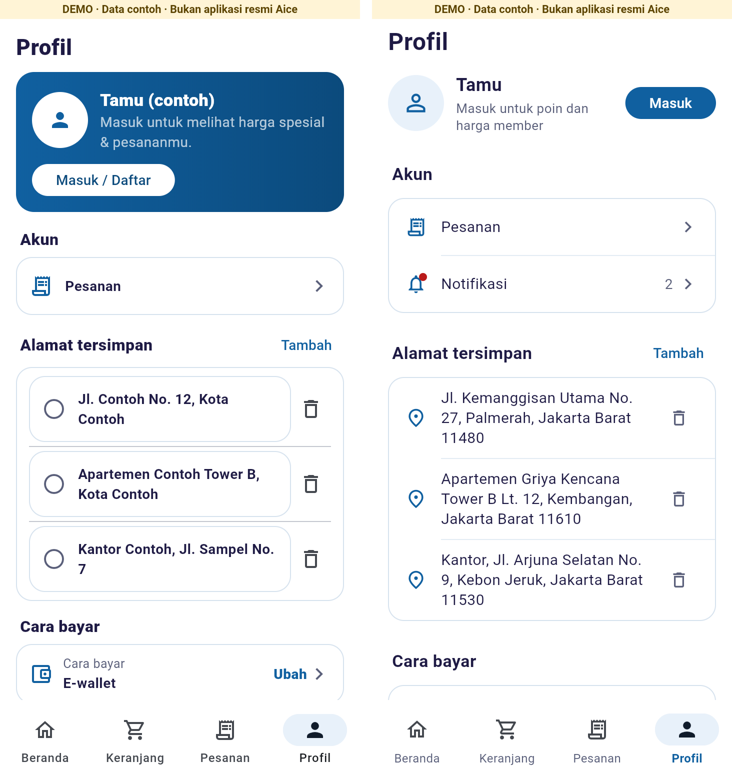 DEMO · Data contoh · Bukan aplikasi resmi Aice
Profil
Tamu (contoh)
Masuk untuk melihat harga spesial
& pesananmu.
Masuk / Daftar
Akun
Pesanan
Alamat tersimpan
Tambah
Jl. Contoh No. 12, Kota
Contoh
Apartemen Contoh Tower B,
Kota Contoh
Kantor Contoh, Jl. Sampel No.
7
Cara bayar
Cara bayar
E-wallet
Ubah
Beranda
Keranjang
Pesanan
Profil
DEMO · Data contoh · Bukan aplikasi resmi Aice
Profil
Tamu
Masuk untuk poin dan
harga member
Masuk
Akun
Pesanan
Notifikasi
2
Alamat tersimpan
Tambah
Jl. Kemanggisan Utama No.
27, Palmerah, Jakarta Barat
11480
Apartemen Griya Kencana
Tower B Lt. 12, Kembangan,
Jakarta Barat 11610
Kantor, Jl. Arjuna Selatan No.
9, Kebon Jeruk, Jakarta Barat
11530
Cara bayar
Beranda
Keranjang
Pesanan
Profil